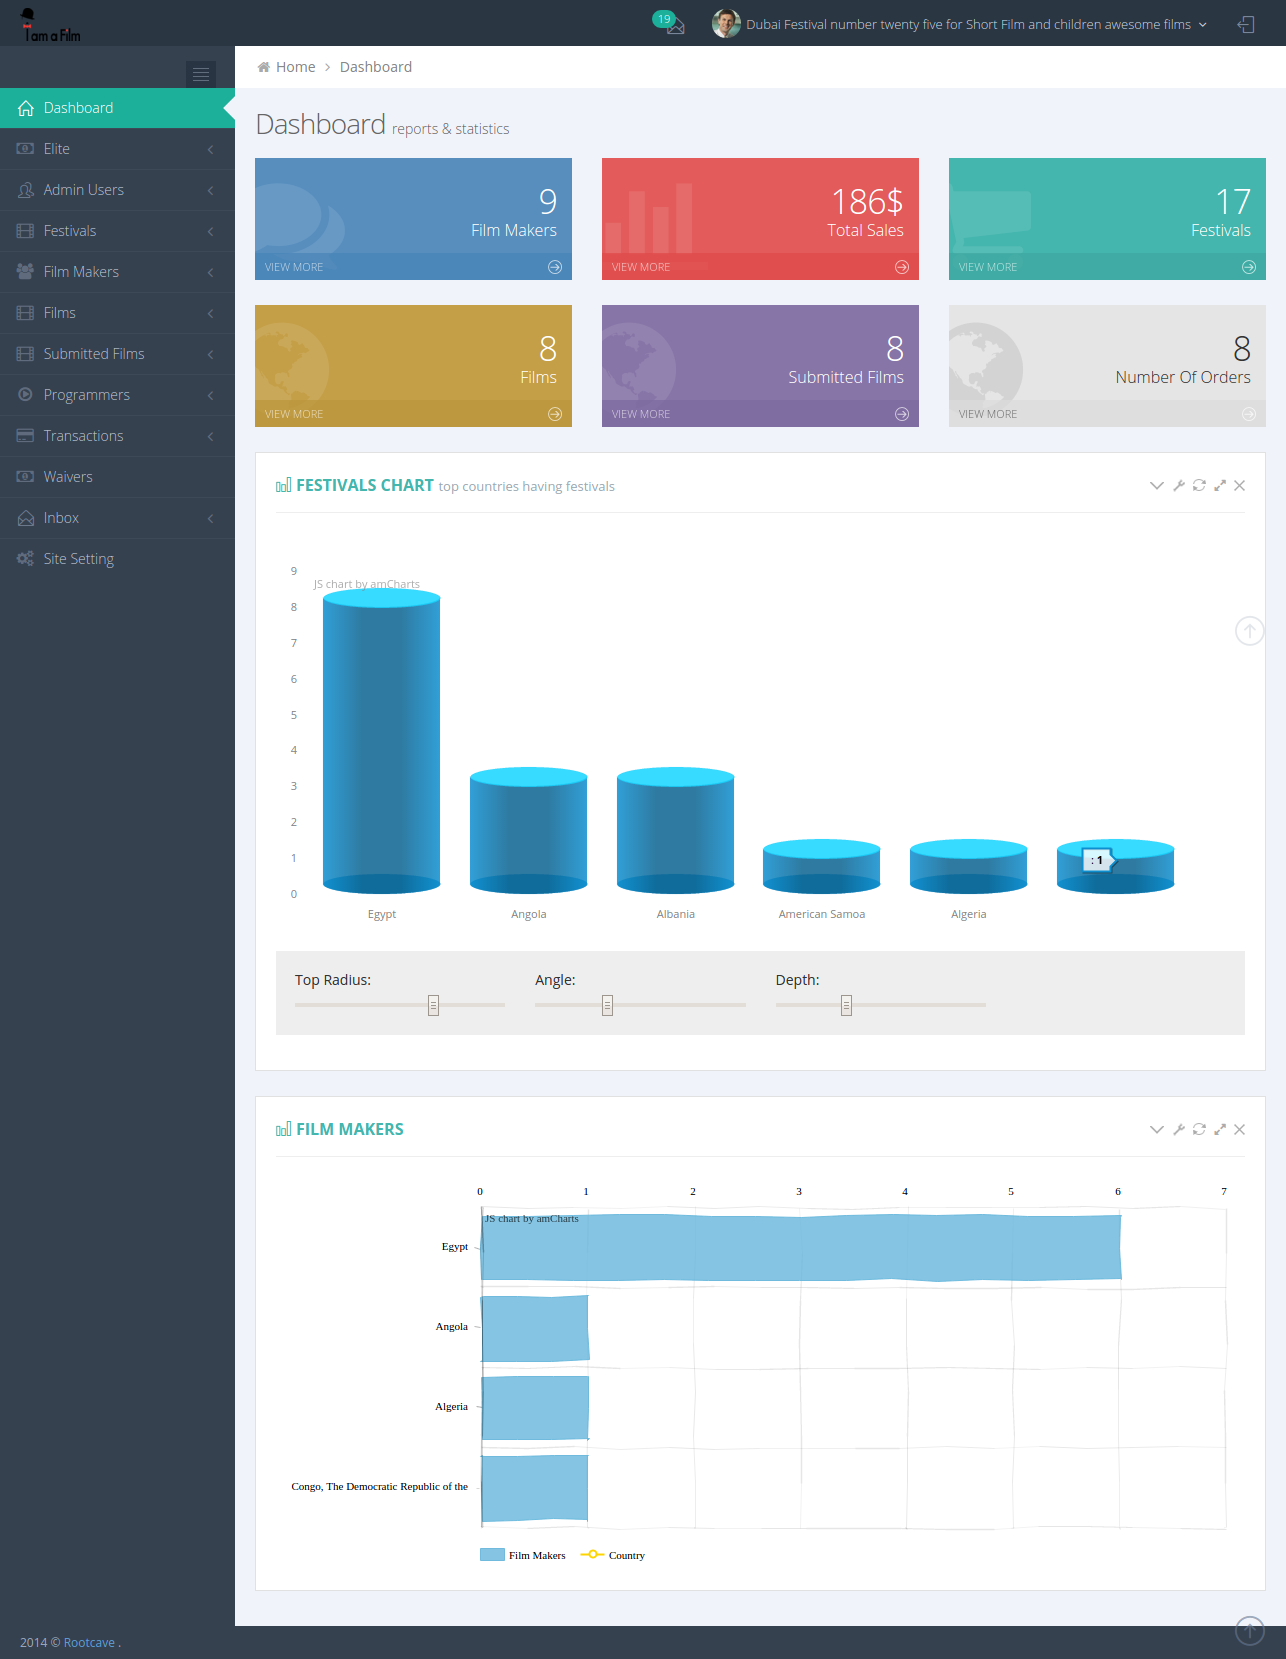 I am a Film
19
Dubai Festival number twenty five for Short Film and children awesome films
Home > Dashboard
Dashboard
Elite
Admin Users
Festivals
Film Makers
Films
Submitted Films
Programmers
Transactions
Waivers
Inbox
Site Setting
Dashboard reports & statistics
9
Film Makers
VIEW MORE
186$
Total Sales
VIEW MORE
17
Festivals
VIEW MORE
8
Films
VIEW MORE
8
Submitted Films
VIEW MORE
8
Number Of Orders
VIEW MORE
FESTIVALS CHART top countries having festivals
9
JS chart by amCharts
8
7
6
5
4
3
2
1
: 1
0
Egypt Angola Albania American Samoa Algeria
Top Radius: Angle: Depth:
FILM MAKERS
0 1 2 3 4 5 6 7
JS chart by amCharts
Egypt
Angola
Algeria
Congo, The Democratic Republic of the
Film Makers Country
2014 © Rootcave .